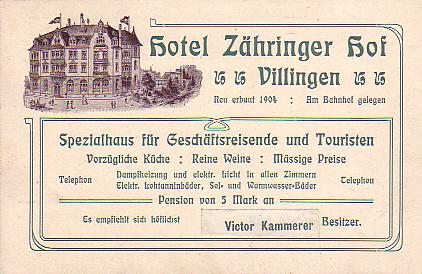 Hotel Zähringer Hof
Villingen
Neu erbaut 1904 : Am Bahnhof gelegen
Spezialhaus für Geschäftsreisende und Touristen
Vorzügliche Küche : Reine Weine : Mässige Preise
Telephon Dampfheizung und elektr. Licht in allen Zimmern Telephon
Elektr. Lohtanninbäder, Sol- und Warmwasser-Bäder
Pension von 5 Mark an
Es empfiehlt sich höflichst Victor Kammerer Besitzer.